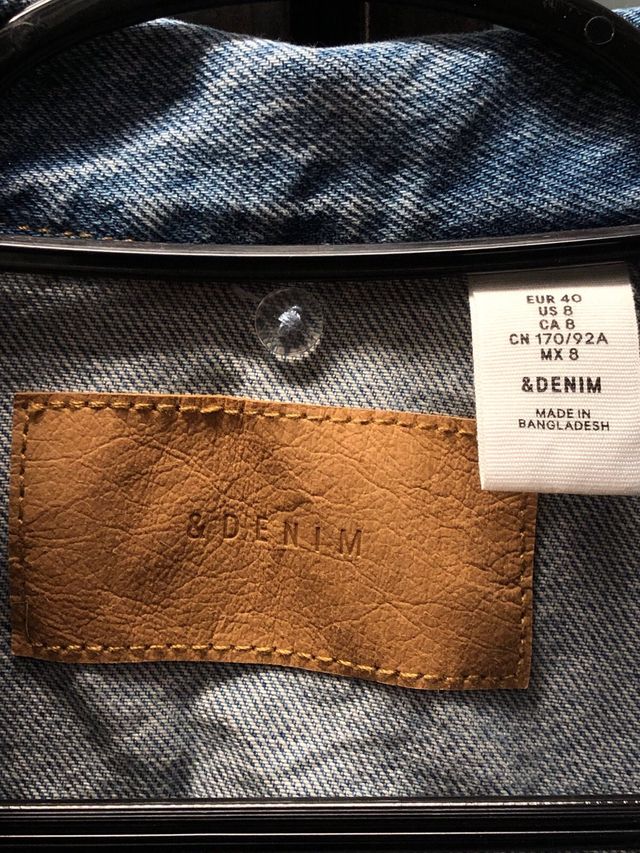 EUR 40
US 8
CA 8
CN 170/92A
MX 8
&DENIM
MADE IN
BANGLADESH
& DENIM